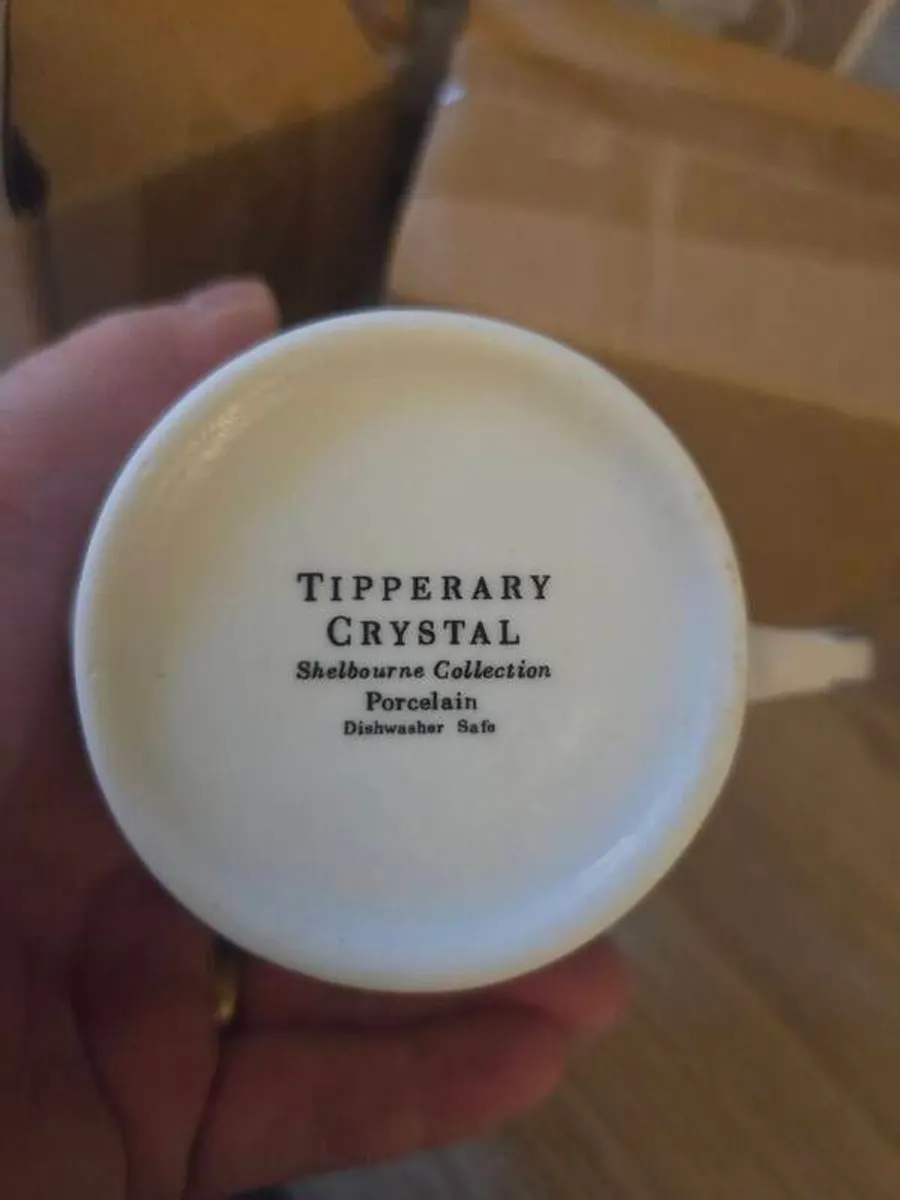 TIPPERARY
CRYSTAL
Shelbourne Collection
Porcelain
Dishwasher Safe